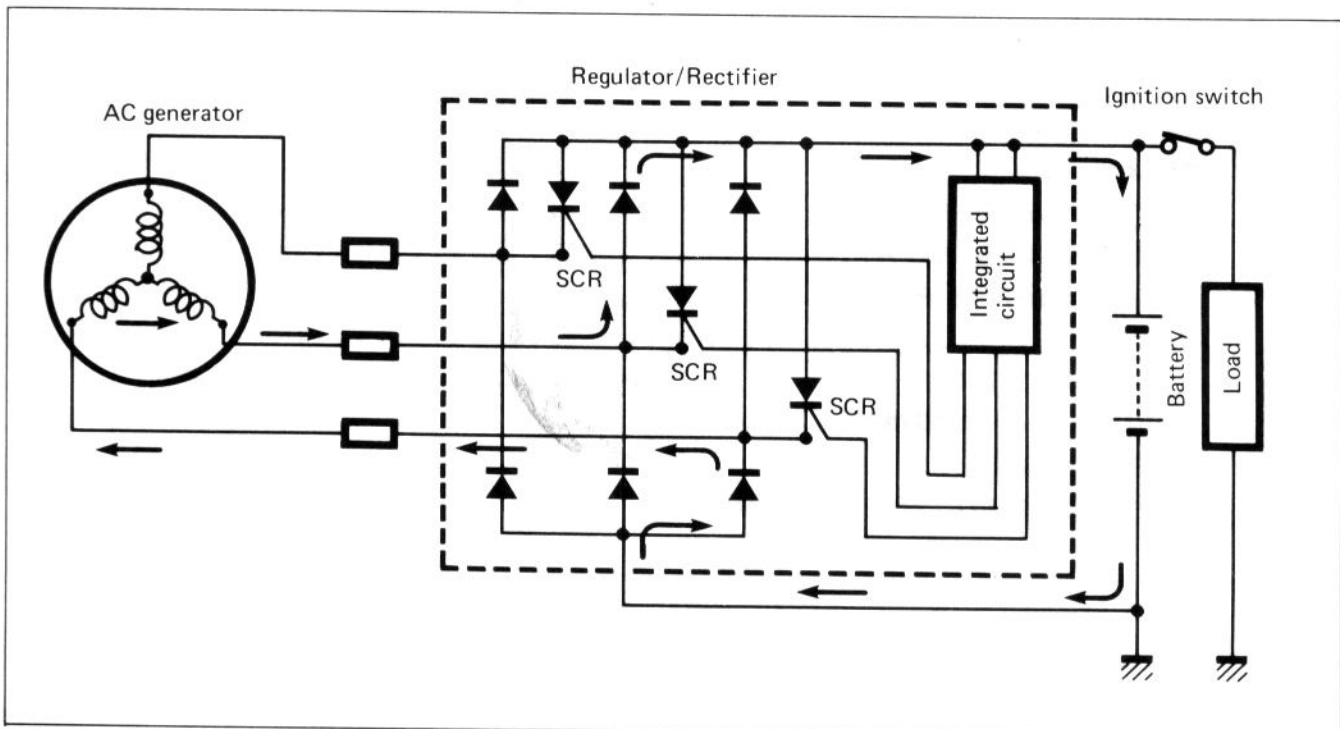 Regulator/Rectifier
AC generator
Ignition switch
SCR
SCR
SCR
Integrated
circuit
Battery
Load